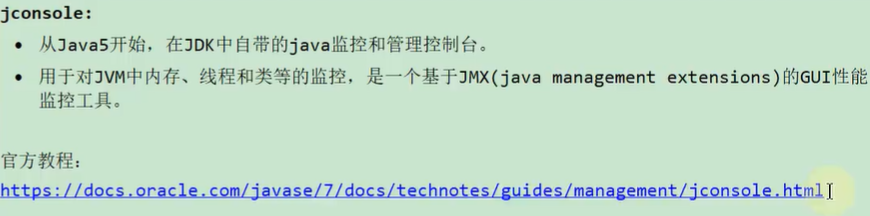 jconsole:
• 从Java5开始，在JDK中自带的java监控和管理控制台。
• 用于对JVM中内存、线程和类等的监控，是一个基于JMX(java management extensions)的GUI性能
监控工具。
官方教程：
https://docs.oracle.com/javase/7/docs/technotes/guides/management/jconsole.html